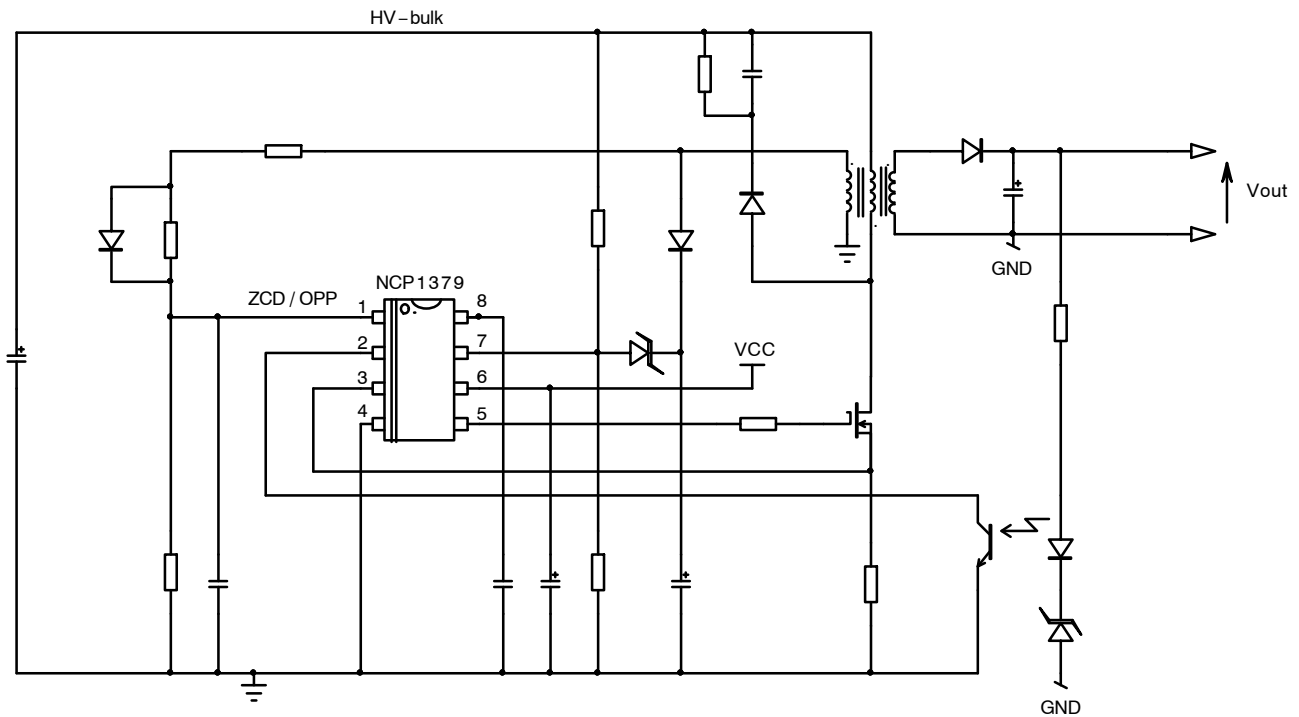 HV-bulk
Vout
GND
NCP1379
ZCD / OPP
1
8
2
7
VCC
3
6
4
5
GND